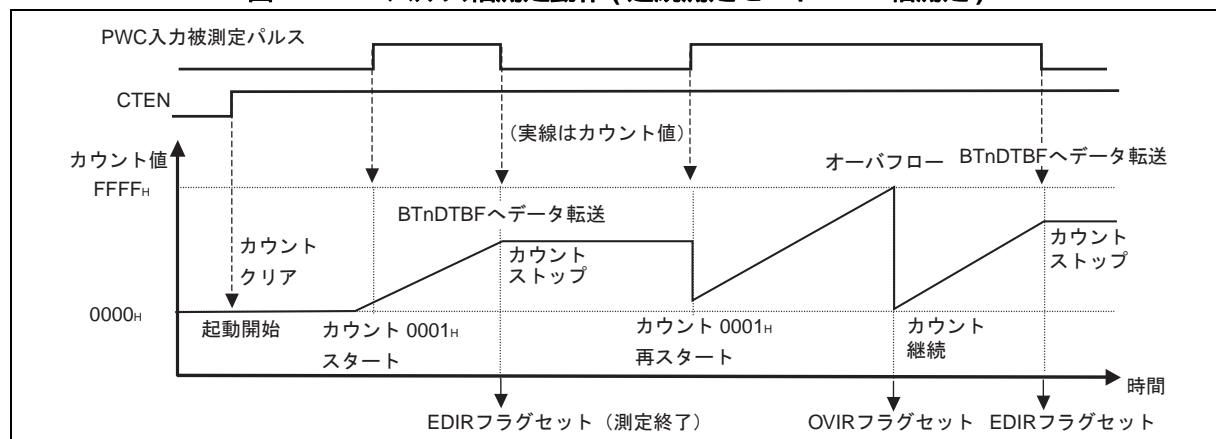 PWC入力被測定パルス
CTEN
(実線はカウント値)
カウント値
オーバフロー
BTnDTBFへデータ転送
FFFFH
BTnDTBFへデータ転送
カウント
クリア
カウント
ストップ
カウント
ストップ
0000H
起動開始
カウント 0001H
スタート
カウント 0001H
再スタート
カウント
継続
時間
EDIRフラグセット（測定終了）
OVIRフラグセット
EDIRフラグセット